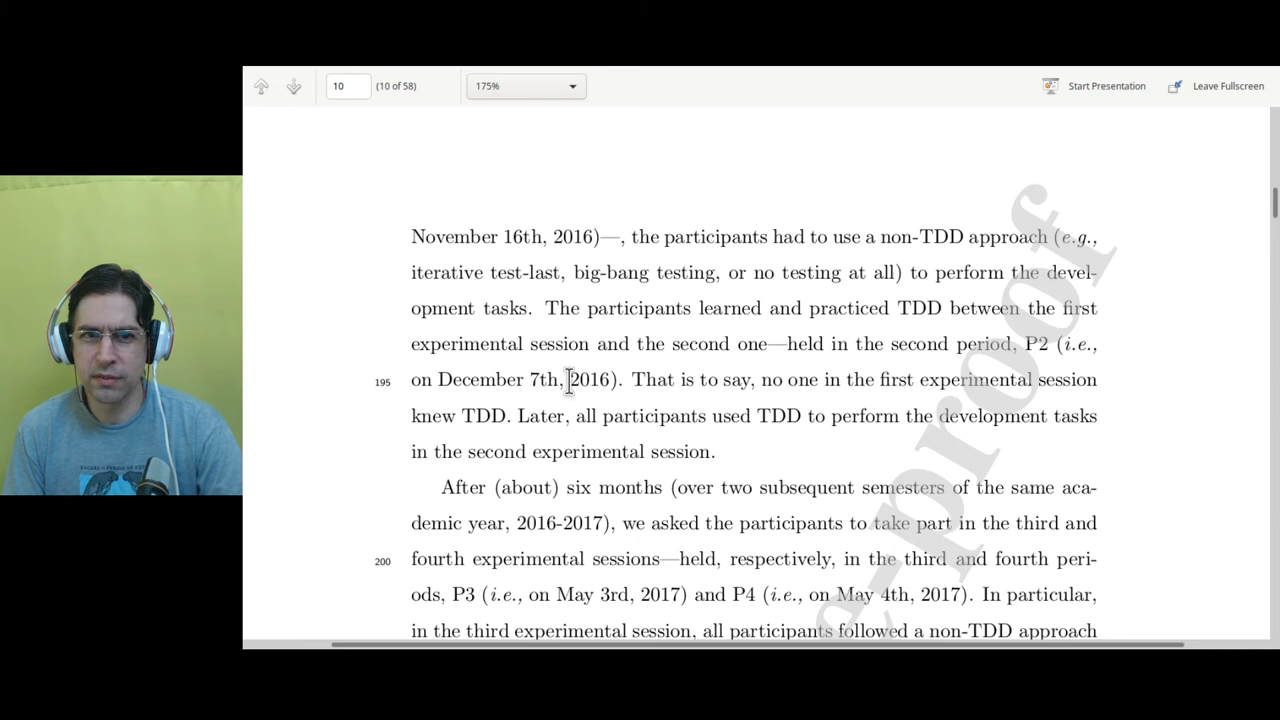 10 (10 of 58) 175% Start Presentation Leave Fullscreen
November 16th, 2016)—, the participants had to use a non-TDD approach (e.g.,
iterative test-last, big-bang testing, or no testing at all) to perform the devel-
opment tasks. The participants learned and practiced TDD between the first
experimental session and the second one—held in the second period, P2 (i.e.,
195 on December 7th, 2016). That is to say, no one in the first experimental session
knew TDD. Later, all participants used TDD to perform the development tasks
in the second experimental session.
After (about) six months (over two subsequent semesters of the same aca-
demic year, 2016-2017), we asked the participants to take part in the third and
200 fourth experimental sessions—held, respectively, in the third and fourth peri-
ods, P3 (i.e., on May 3rd, 2017) and P4 (i.e., on May 4th, 2017). In particular,
in the third experimental session, all participants followed a non-TDD approach
e-proof